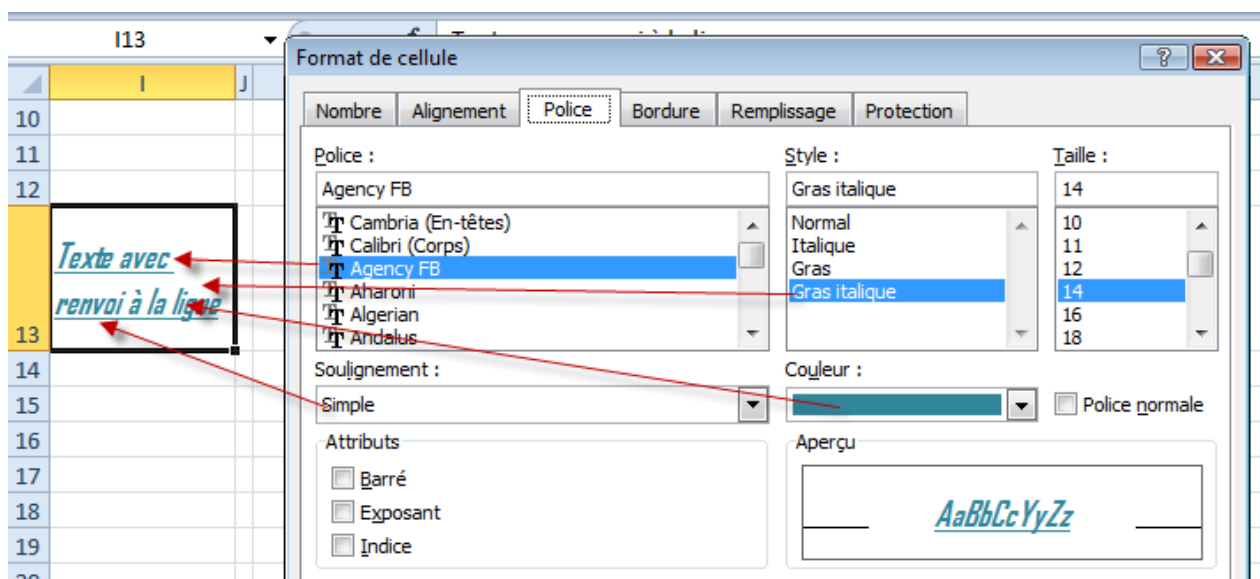 I13
Format de cellule
I J
Nombre Alignement Police Bordure Remplissage Protection
10
11
12
13
14
15
16
17
18
19
Texte avec
renvoi à la ligne
Police : Style : Taille :
Agency FB Gras italique 14
Cambria (En-têtes) Normal 10
Calibri (Corps) Italique 11
Agency FB Gras 12
Aharoni Gras italique 14
Algerian 16
Andalus 18
Soulignement : Couleur :
Simple Police normale
Attributs Aperçu
Barré
Exposant AaBbCcYyZz
Indice